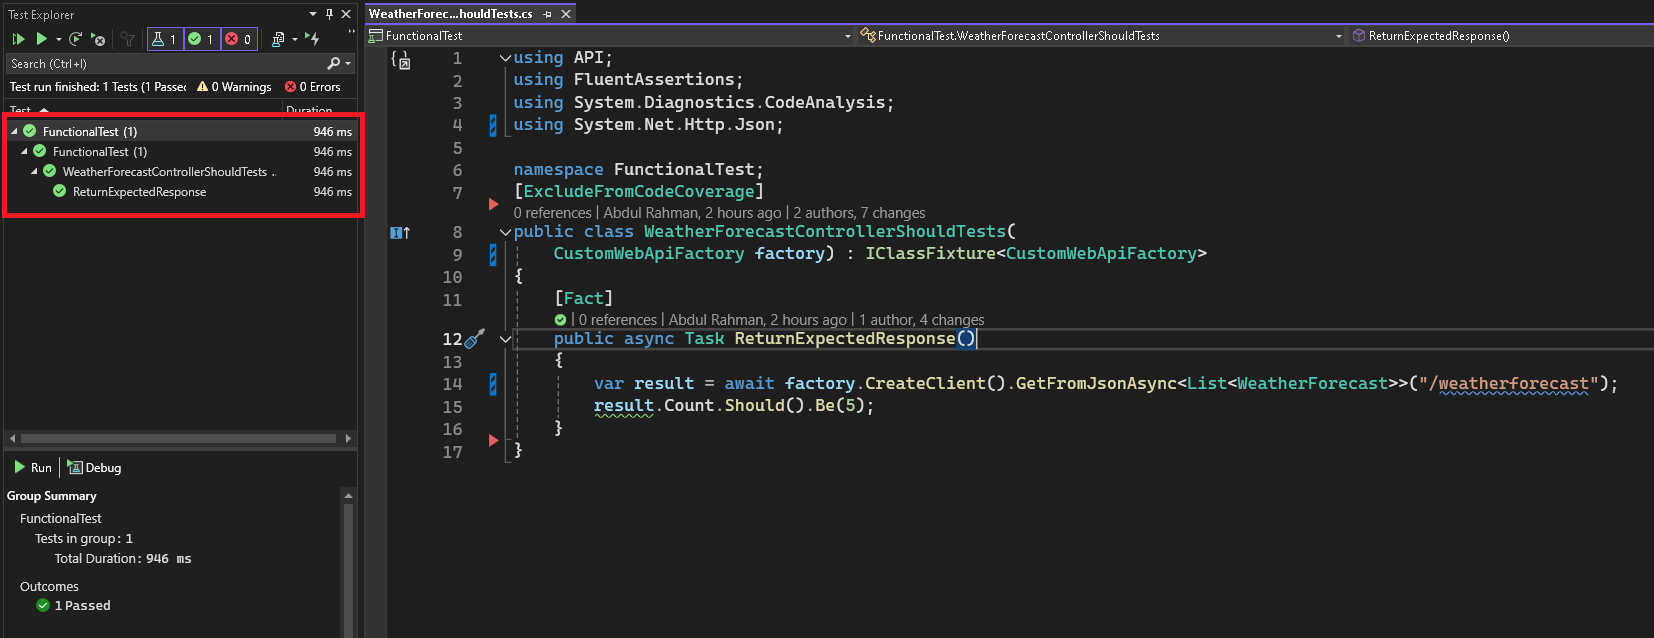 Test Explorer
1 1 0
Search (Ctrl+I)
Test run finished: 1 Tests (1 Passed 0 Warnings 0 Errors
Test Duration
FunctionalTest (1) 946 ms
FunctionalTest (1) 946 ms
WeatherForecastControllerShouldTests .. 946 ms
ReturnExpectedResponse 946 ms
Run Debug
Group Summary
FunctionalTest
Tests in group: 1
Total Duration: 946 ms
Outcomes
1 Passed
WeatherForec...houldTests.cs
FunctionalTest FunctionalTest.WeatherForecastControllerShouldTests ReturnExpectedResponse()
1 using API;
2 using FluentAssertions;
3 using System.Diagnostics.CodeAnalysis;
4 using System.Net.Http.Json;
5
6 namespace FunctionalTest;
7 [ExcludeFromCodeCoverage]
0 references | Abdul Rahman, 2 hours ago | 2 authors, 7 changes
8 public class WeatherForecastControllerShouldTests(
9 CustomWebApiFactory factory) : IClassFixture<CustomWebApiFactory>
10 {
11 [Fact]
| 0 references | Abdul Rahman, 2 hours ago | 1 author, 4 changes
12 public async Task ReturnExpectedResponse()
13 {
14 var result = await factory.CreateClient().GetFromJsonAsync<List<WeatherForecast>>("/weatherforecast");
15 result.Count.Should().Be(5);
16 }
17 }